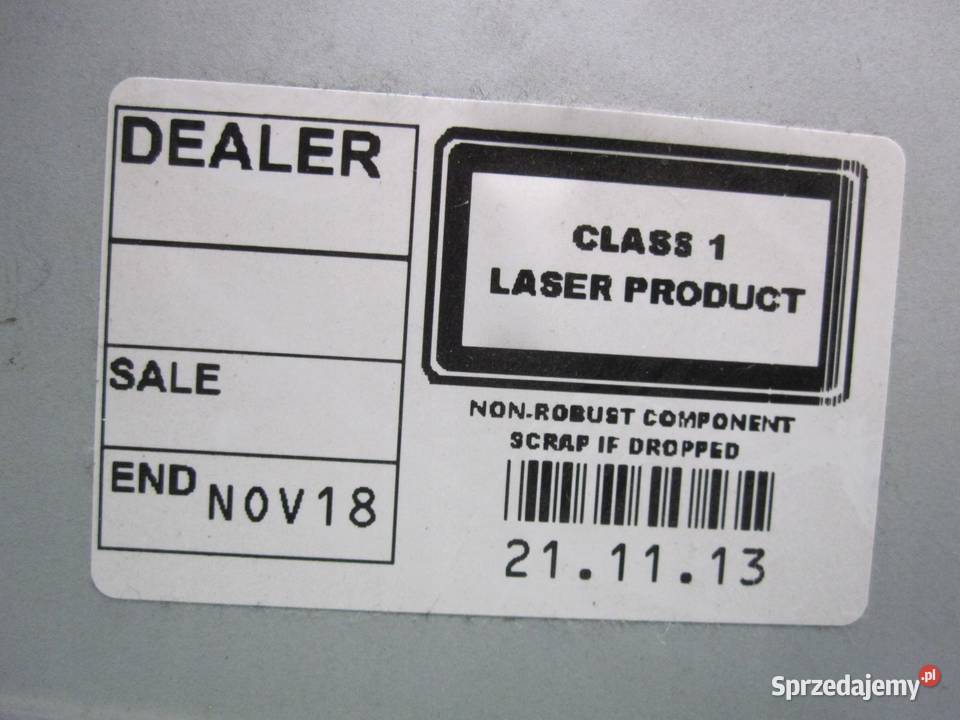 DEALER
SALE
END NOV18
CLASS 1
LASER PRODUCT
NON-ROBUST COMPONENT
SCRAP IF DROPPED
21.11.13
Sprzedajemy.pl